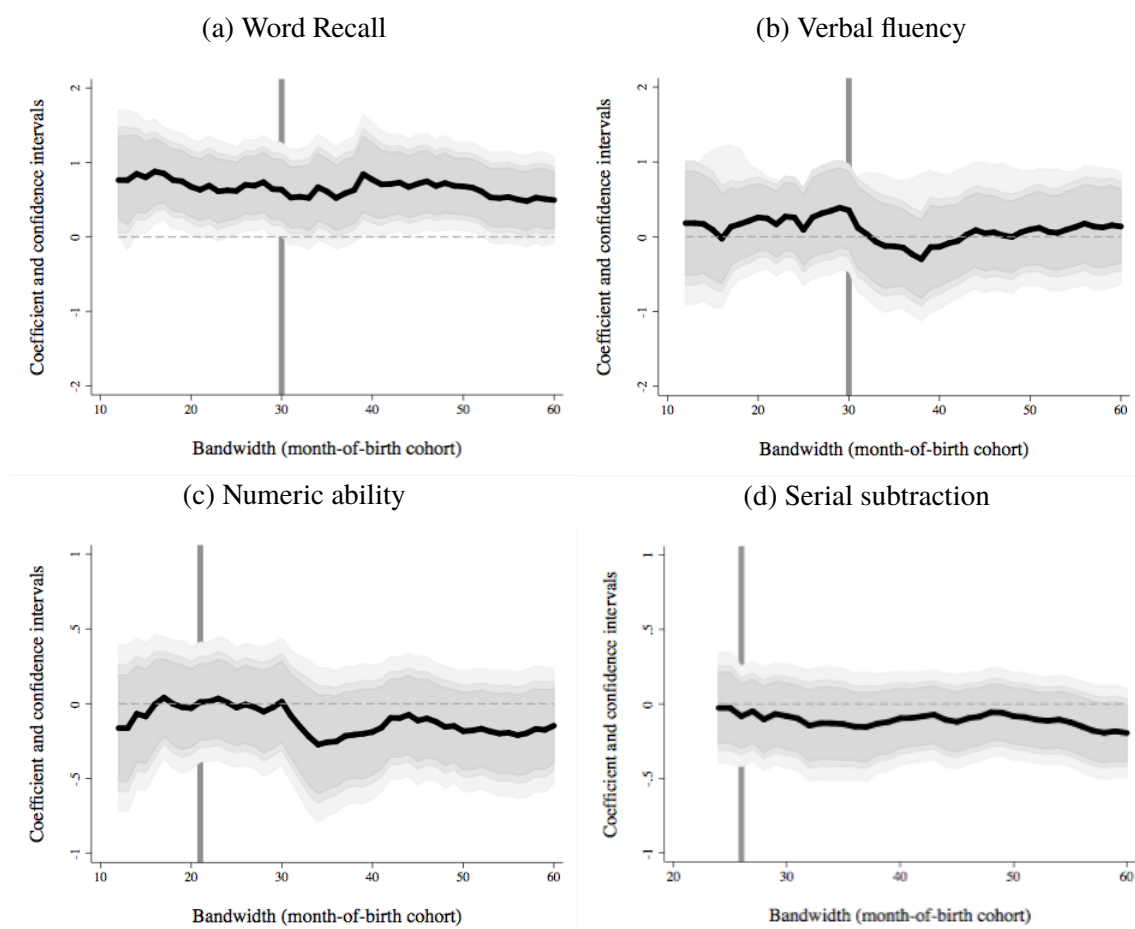 (a) Word Recall
Coefficient and confidence intervals
2
1
0
-1
-2
10 20 30 40 50 60
Bandwidth (month-of-birth cohort)
(b) Verbal fluency
Coefficient and confidence intervals
2
1
0
-1
-2
10 20 30 40 50 60
Bandwidth (month-of-birth cohort)
(c) Numeric ability
Coefficient and confidence intervals
1
.5
0
-.5
-1
10 20 30 40 50 60
Bandwidth (month-of-birth cohort)
(d) Serial subtraction
Coefficient and confidence intervals
1
.5
0
-.5
-1
20 30 40 50 60
Bandwidth (month-of-birth cohort)